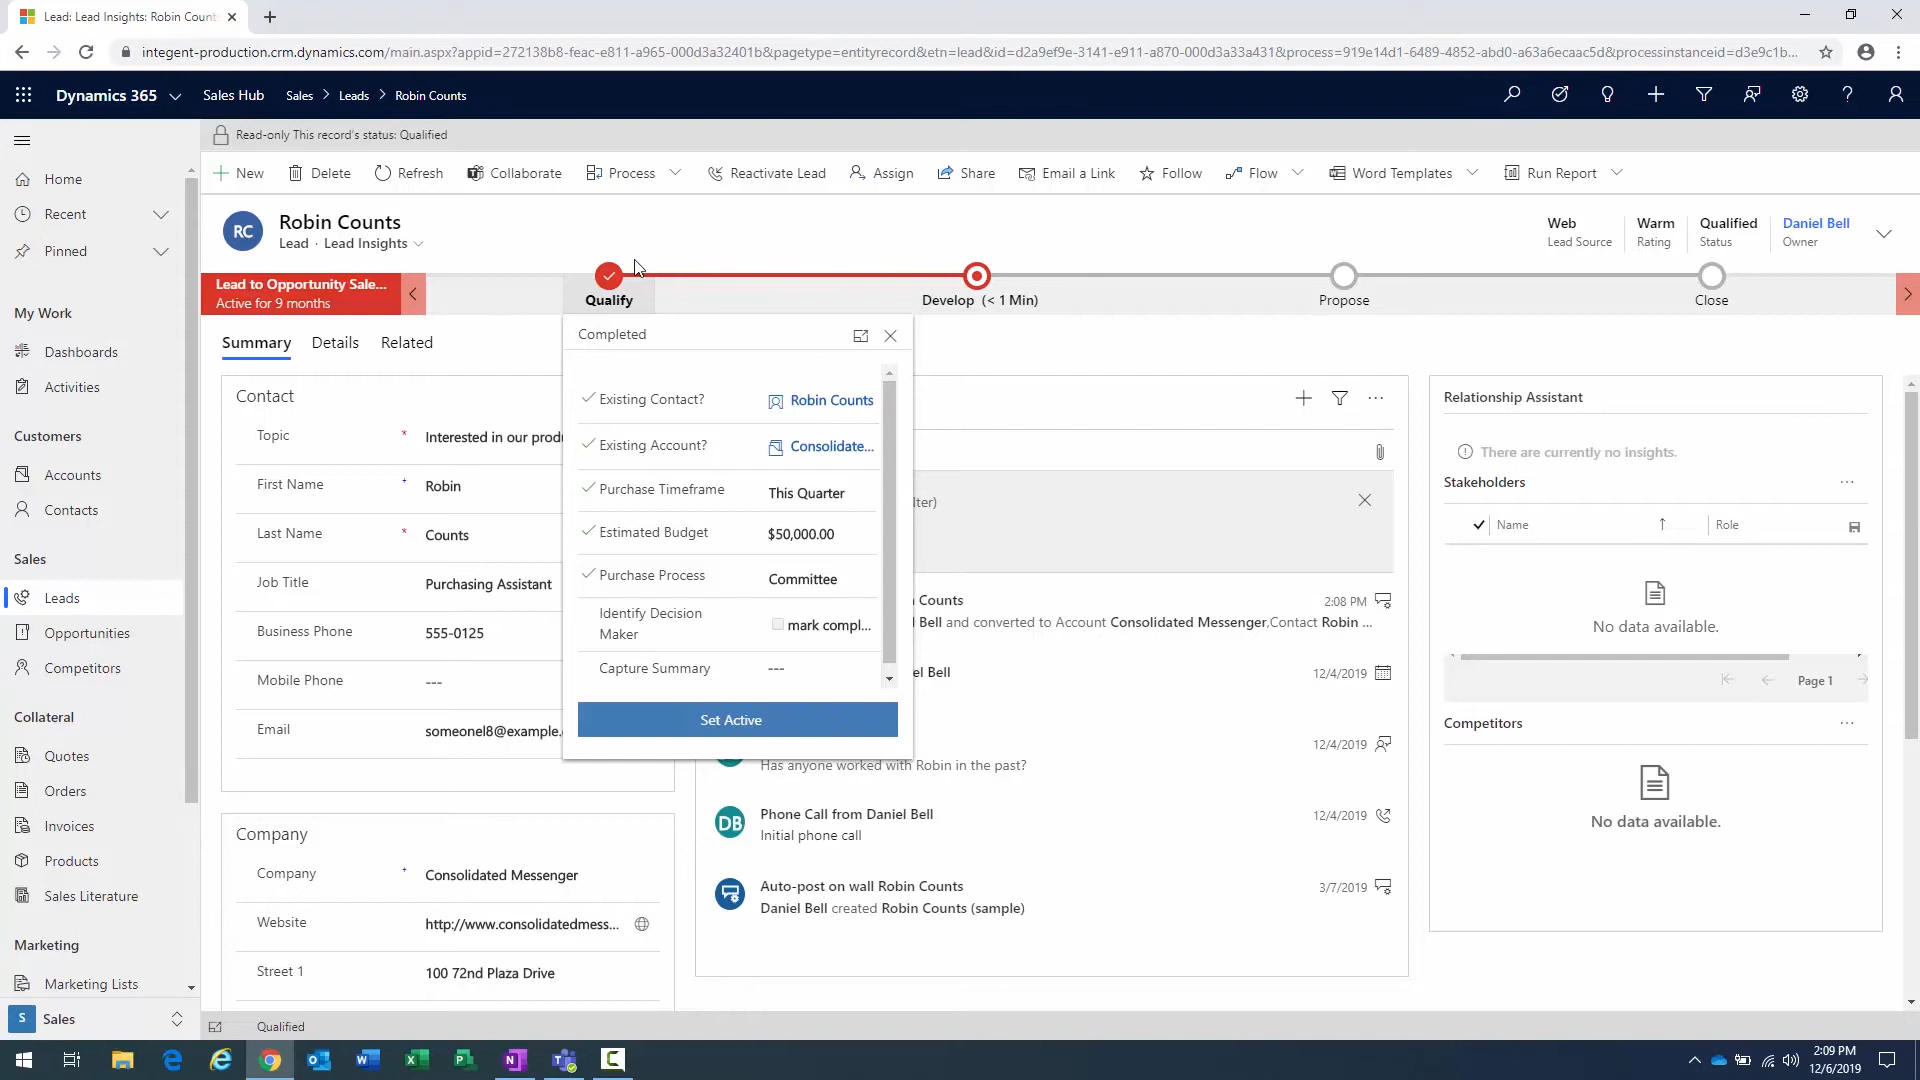 Lead: Lead Insights: Robin Count
integent-production.crm.dynamics.com/main.aspx?appid=272138b8-feac-e811-a965-000d3a32401b&pagetype=entityrecord&etn=lead&id=d2a9ef9e-3141-e911-a870-000d3a33a431&process=919e14d1-6489-4852-abd0-a63a6ecaac5d&processinstanceid=d3e9c1b...
Dynamics 365
Sales Hub
Sales > Leads > Robin Counts
Read-only This record's status: Qualified
New
Delete
Refresh
Collaborate
Process
Reactivate Lead
Assign
Share
Email a Link
Follow
Flow
Word Templates
Run Report
Home
Recent
Pinned
My Work
Dashboards
Activities
Customers
Accounts
Contacts
Sales
Leads
Opportunities
Competitors
Collateral
Quotes
Orders
Invoices
Products
Sales Literature
Marketing
Marketing Lists
S
Sales
RC
Robin Counts
Lead · Lead Insights
Web
Lead Source
Warm
Rating
Qualified
Status
Daniel Bell
Owner
Lead to Opportunity Sale...
Active for 9 months
Qualify
Develop (< 1 Min)
Propose
Close
Summary
Details
Related
Contact
Topic * Interested in our prod
First Name + Robin
Last Name * Counts
Job Title Purchasing Assistant
Business Phone 555-0125
Mobile Phone ---
Email someonel8@example.
Company
Company + Consolidated Messenger
Website http://www.consolidatedmess...
Street 1 100 72nd Plaza Drive
Completed
Existing Contact? Robin Counts
Existing Account? Consolidate...
Purchase Timeframe This Quarter
Estimated Budget $50,000.00
Purchase Process Committee
Identify Decision
Maker
mark compl...
Capture Summary ---
Set Active
lter)
Counts
2:08 PM
Bell and converted to Account Consolidated Messenger,Contact Robin ...
el Bell
12/4/2019
12/4/2019
Has anyone worked with Robin in the past?
DB
Phone Call from Daniel Bell
12/4/2019
Initial phone call
Auto-post on wall Robin Counts
3/7/2019
Daniel Bell created Robin Counts (sample)
Relationship Assistant
There are currently no insights.
Stakeholders
Name
Role
No data available.
Page 1
Competitors
No data available.
Qualified
2:09 PM
12/6/2019